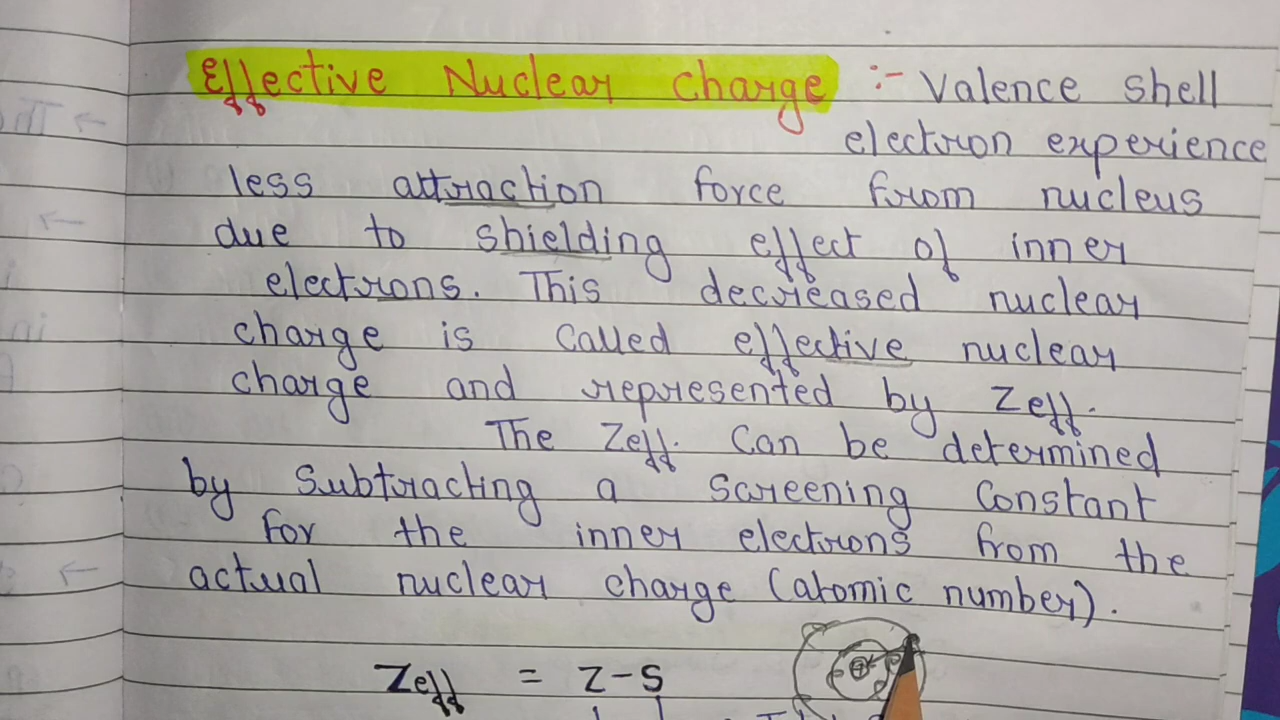 Effective Nuclear Charge :- Valence shell
electron experience
less attraction force from nucleus
due to shielding effect of inner
electrons. This decreased nuclear
charge is called effective nuclear
charge and represented by Zeff.
The Zeff. Can be determined
by Subtracting a screening Constant
for the inner electrons from the
actual nuclear charge (atomic number).
Zeff = Z-S